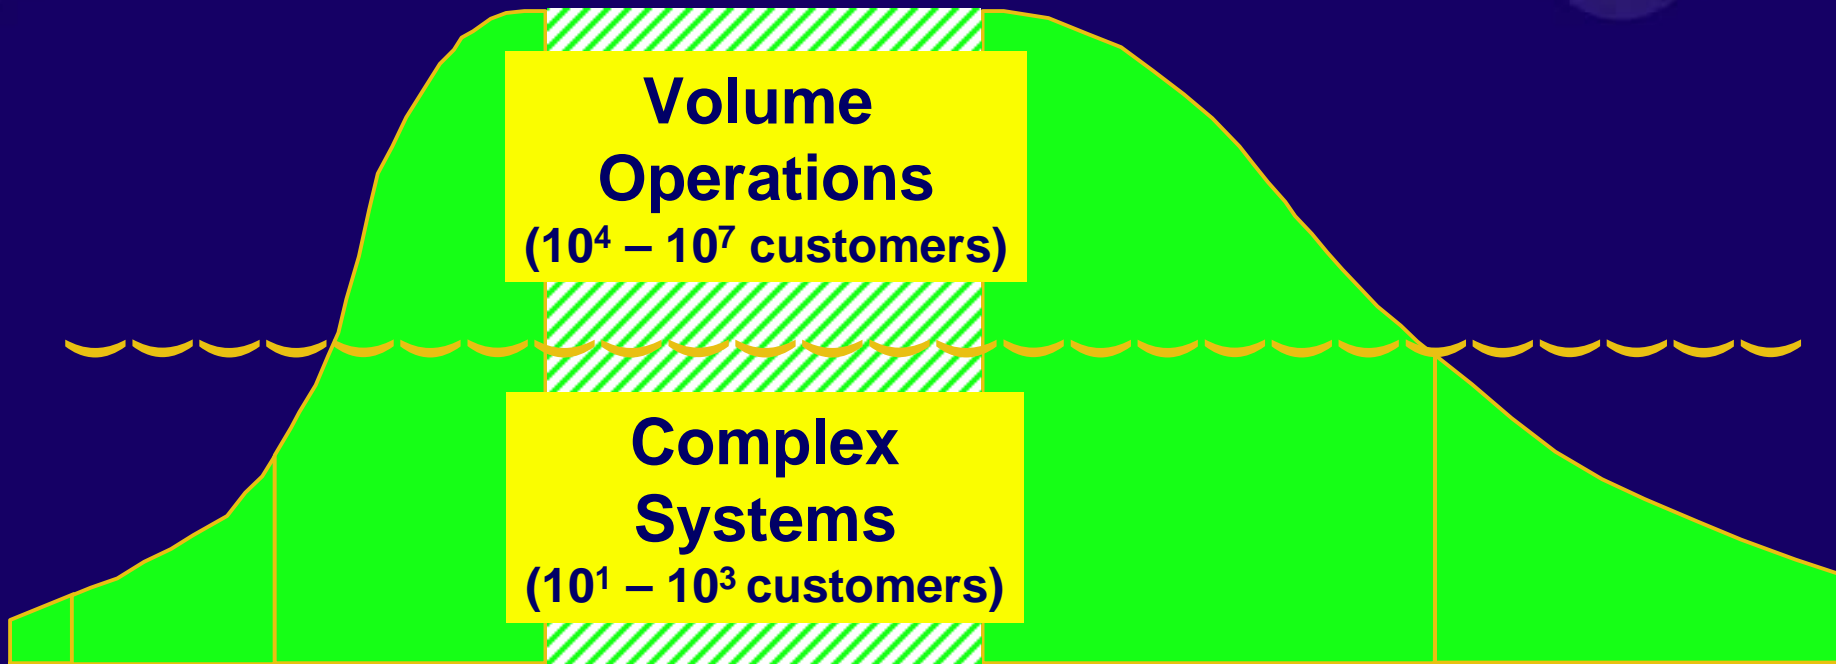 Volume
Operations
(10⁴ – 10⁷ customers)
Complex
Systems
(10¹ – 10³ customers)